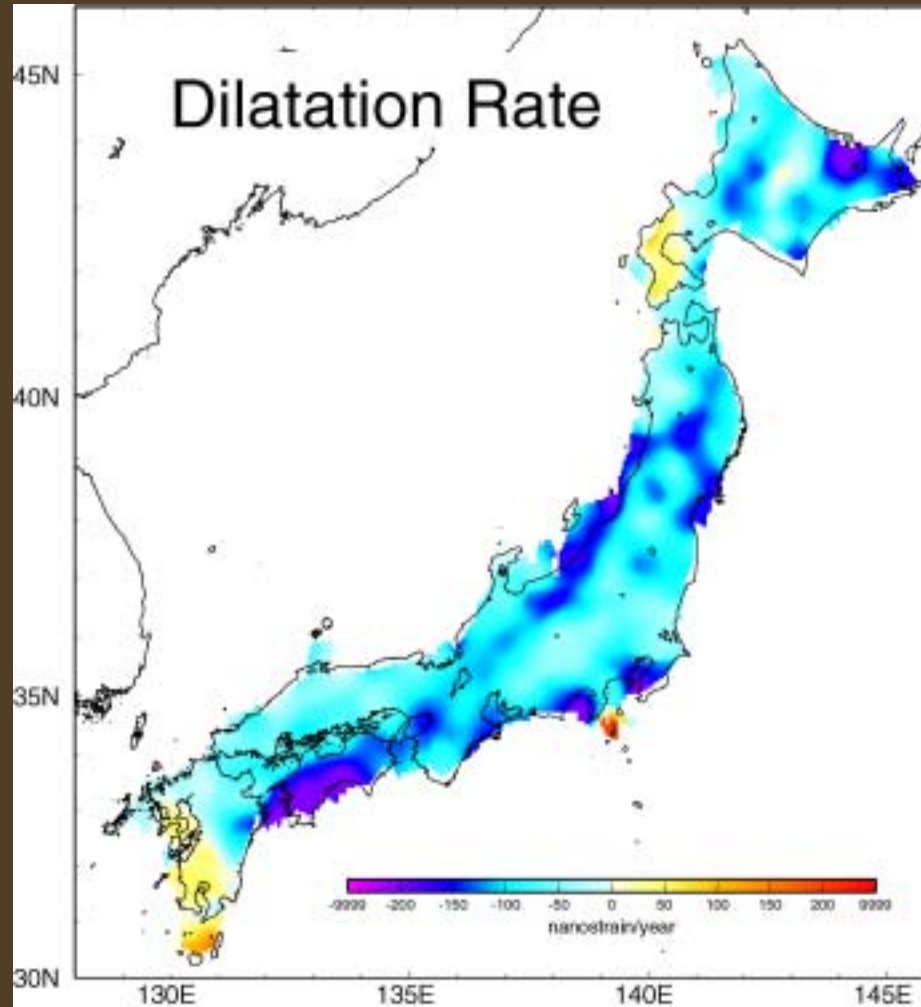 Dilatation Rate
45N
40N
35N
30N
-9999 -200 -150 -100 -50 0 50 100 150 200 9999
nanostrain/year
130E 135E 140E 145E